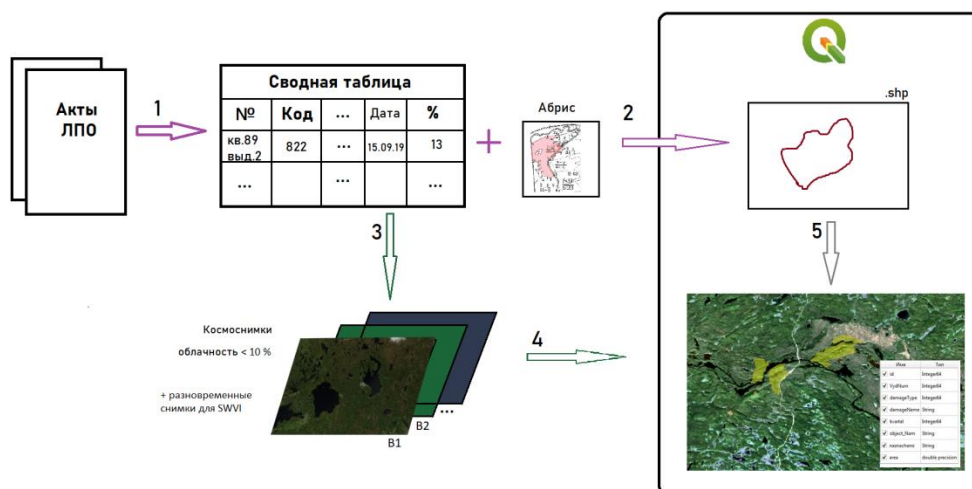 Акты
ЛПО
1
Сводная таблица
№ Код ... Дата %
кв.89
выд.2 822 ... 15.09.19 13
... ... ...
+
Абрис
2
.shp
3
5
Космоснимки
облачность < 10 %
+ разновременные
снимки для SWVI
B1
B2
...
4
Имя Тип
id Integer64
VydNum Integer64
damageType Integer64
damageName String
kvartal Integer64
object_Nam String
String
area double precision